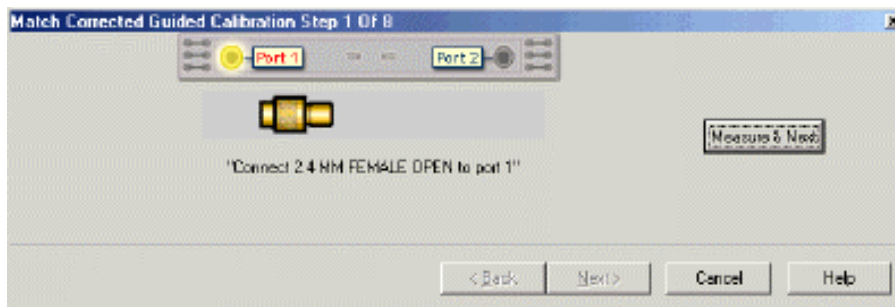 Match Corrected Guided Calibration Step 1 Of 8
Port 1
Port 2
"Connect 2.4 MM FEMALE OPEN to port 1"
Measure & Next
< Back
Next >
Cancel
Help